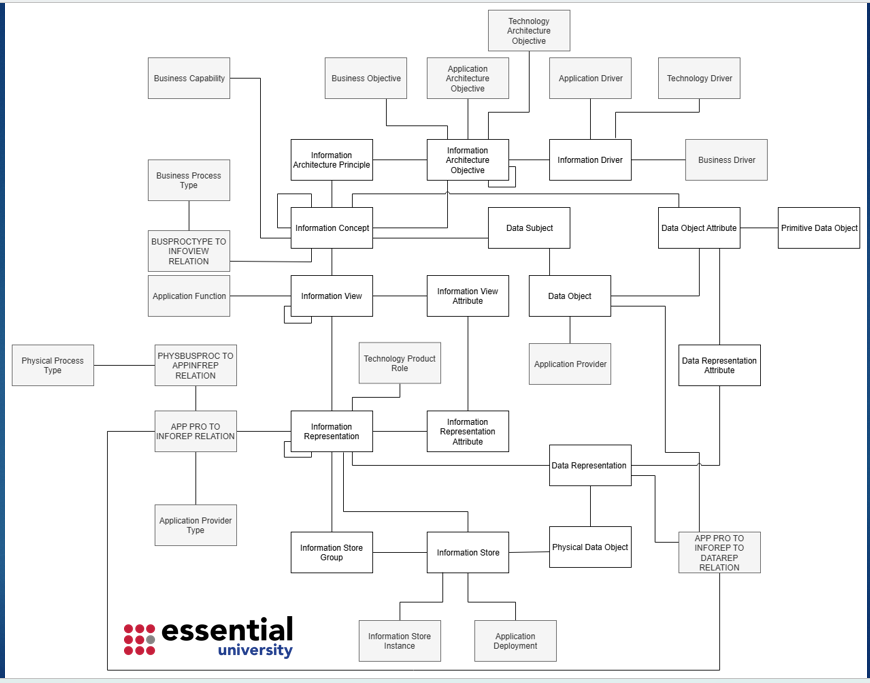 Technology
Architecture
Objective
Business Capability
Business Objective
Application
Architecture
Objective
Application Driver
Technology Driver
Information
Architecture Principle
Information
Architecture
Objective
Information Driver
Business Driver
Business Process
Type
Information Concept
Data Subject
Data Object Attribute
Primitive Data Object
BUSPROCTYPE TO
INFOVIEW
RELATION
Application Function
Information View
Information View
Attribute
Data Object
Physical Process
Type
PHYSBUSPROC TO
APPINFREP
RELATION
Technology Product
Role
Application Provider
Data Representation
Attribute
APP PRO TO
INFOREP RELATION
Information
Representation
Information
Representation
Attribute
Data Representation
Application Provider
Type
Information Store
Group
Information Store
Physical Data Object
APP PRO TO
INFOREP TO
DATAREP
RELATION
essential
university
Information Store
Instance
Application
Deployment